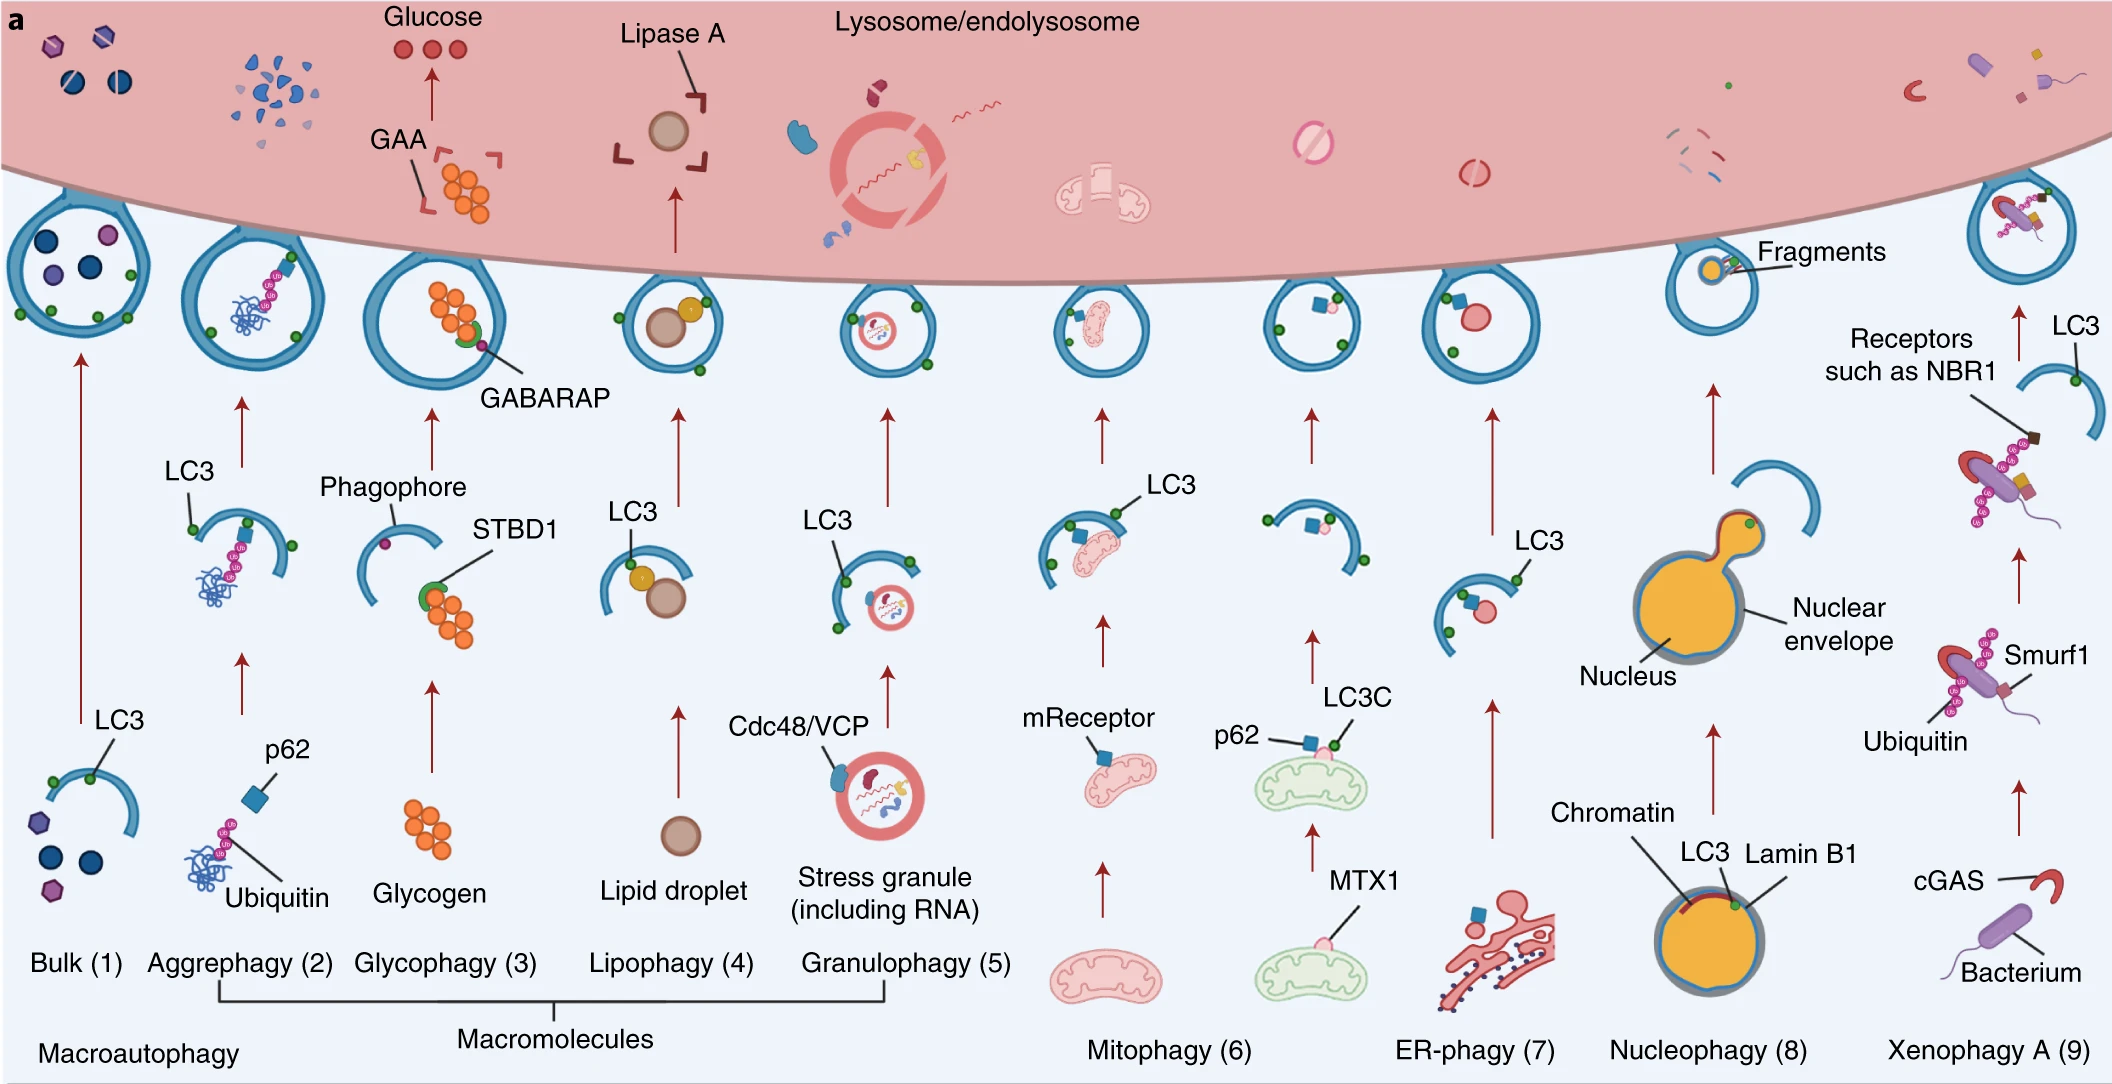 a
Glucose
Lipase A
Lysosome/endolysosome
GAA
Fragments
GABARAP
Receptors
such as NBR1
LC3
LC3
Phagophore
STBD1
LC3
LC3
LC3
LC3
Nuclear
envelope
Nucleus
Smurf1
Ubiquitin
LC3
p62
Ubiquitin
Glycogen
Lipid droplet
Cdc48/VCP
Stress granule
(including RNA)
mReceptor
p62
LC3C
MTX1
Chromatin
LC3
Lamin B1
cGAS
Bacterium
Bulk (1)
Aggrephagy (2)
Glycophagy (3)
Lipophagy (4)
Granulophagy (5)
Macromolecules
Macroautophagy
Mitophagy (6)
ER-phagy (7)
Nucleophagy (8)
Xenophagy A (9)